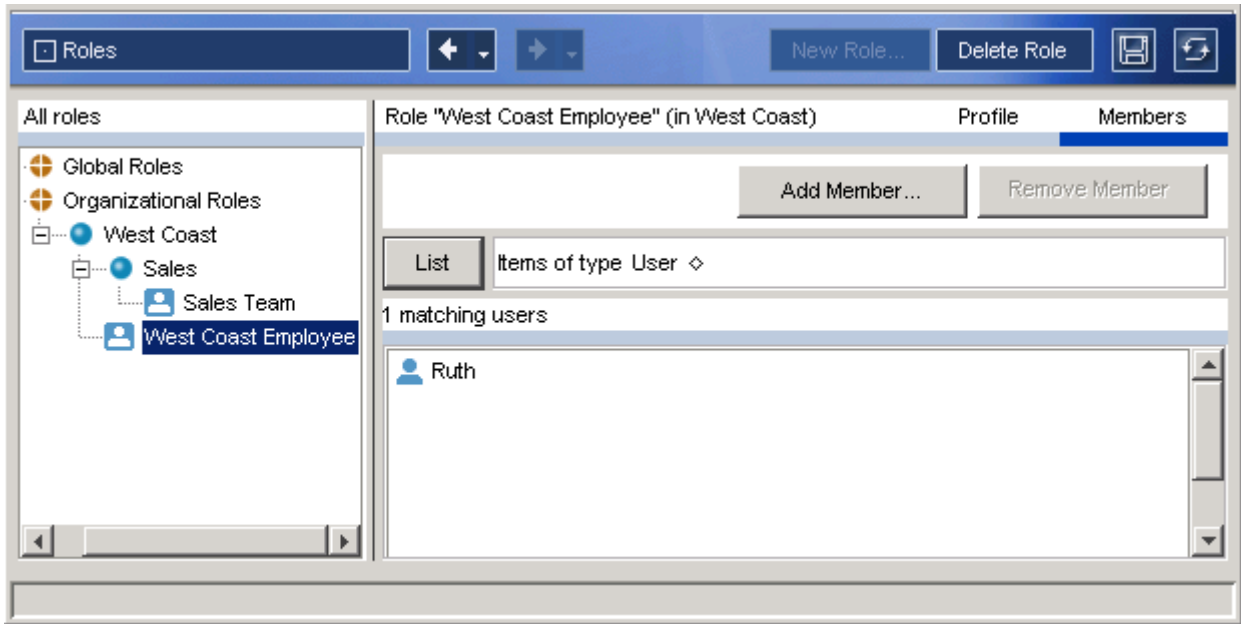 Roles
New Role...
Delete Role
All roles
Role "West Coast Employee" (in West Coast)
Profile
Members
Global Roles
Organizational Roles
West Coast
Sales
Sales Team
West Coast Employee
Add Member...
Remove Member
List
Items of type User
1 matching users
Ruth